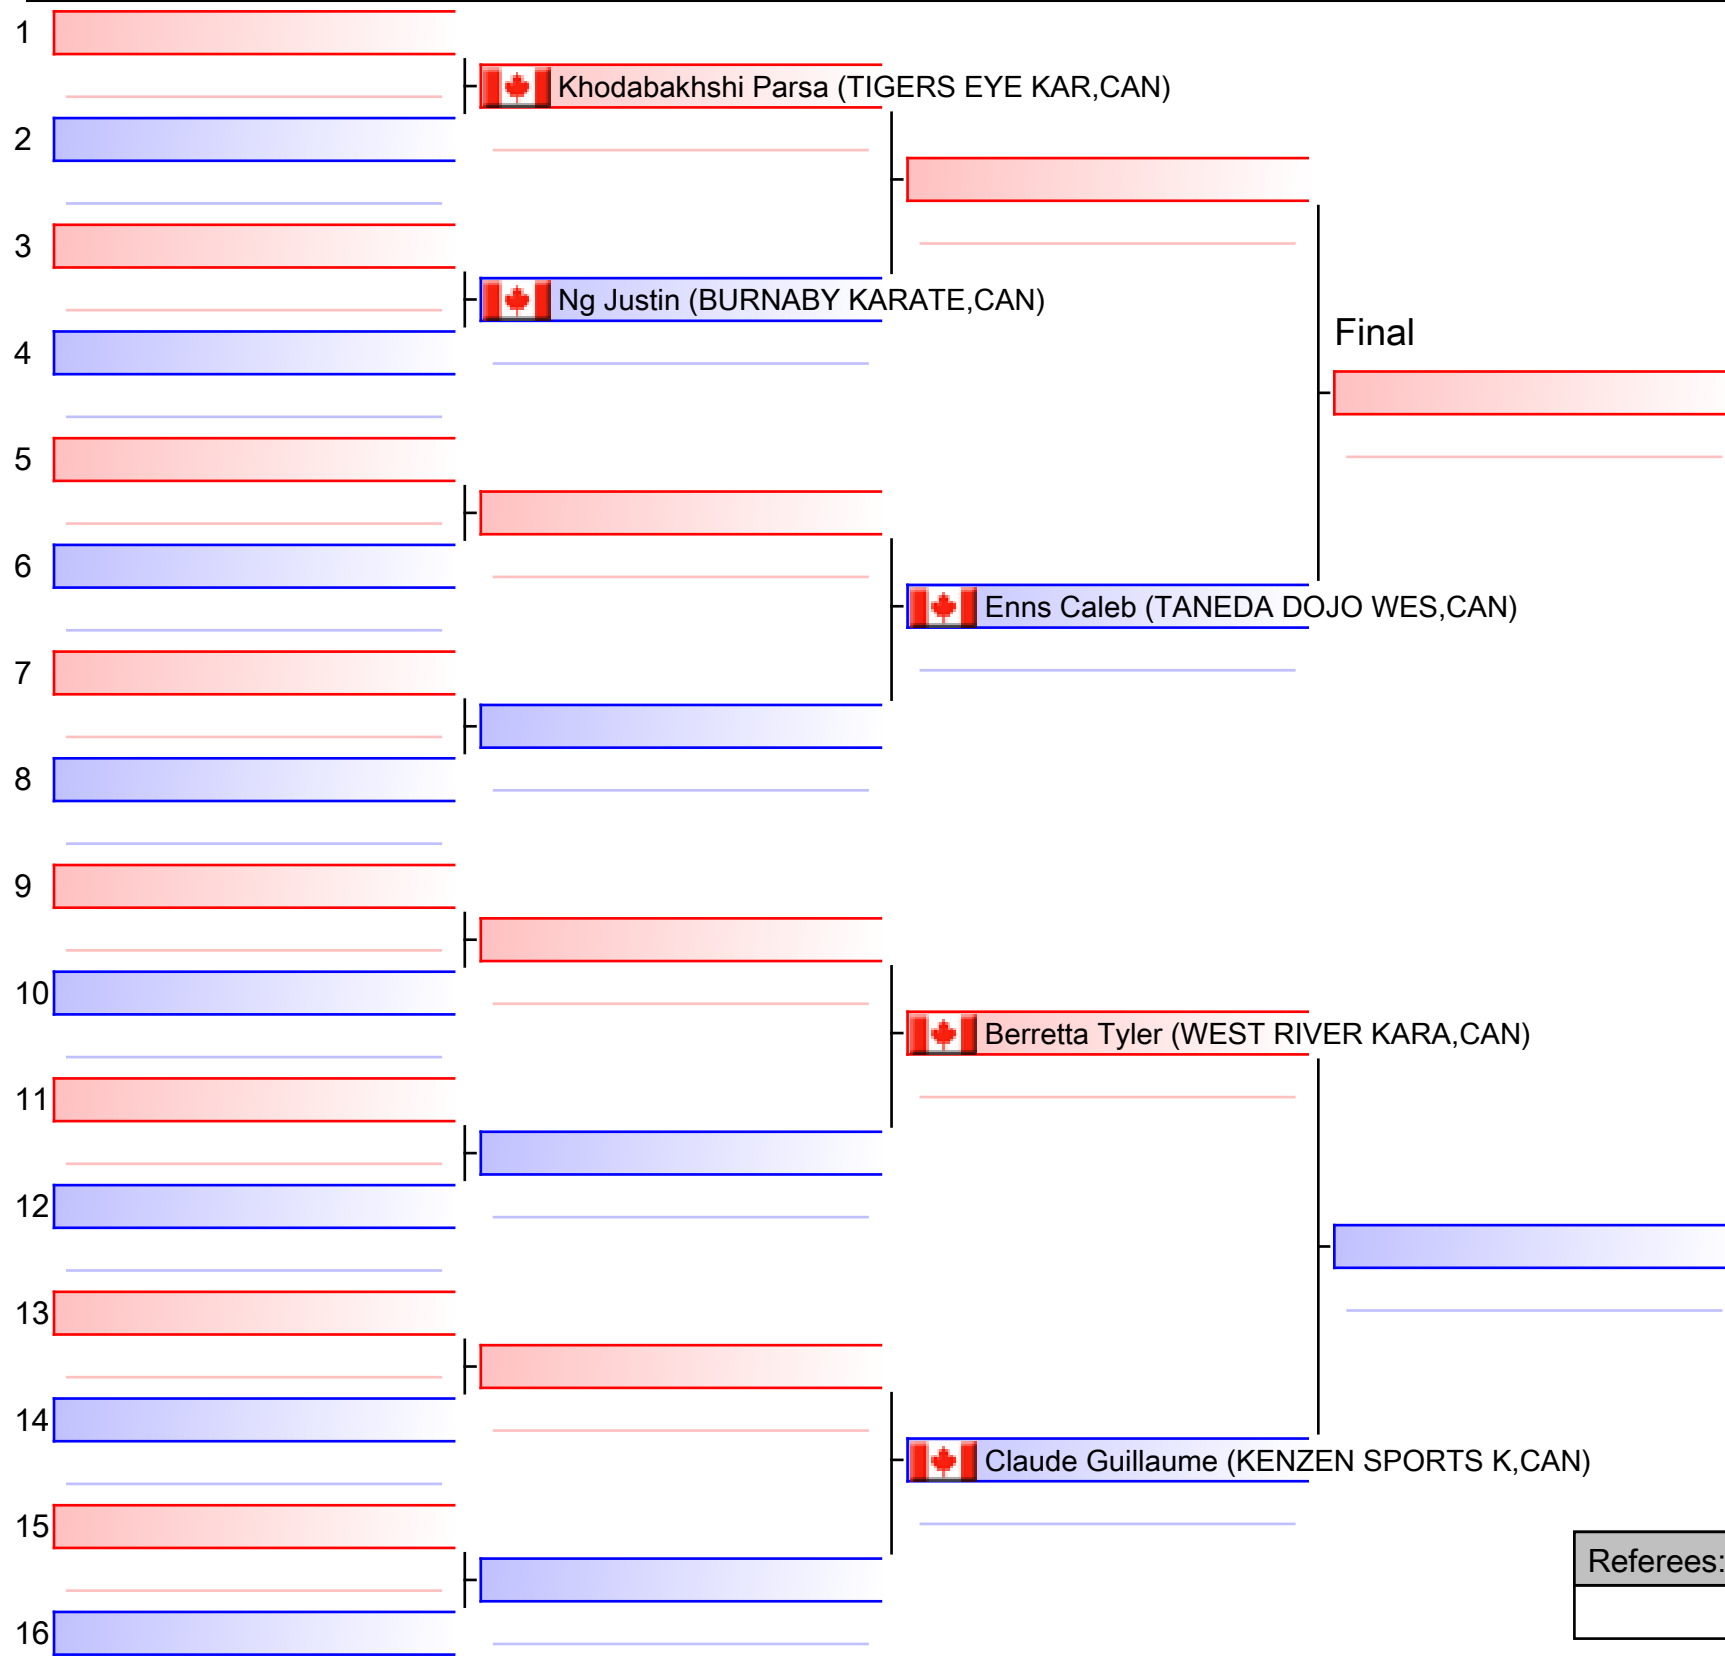 1
Khodabakhshi Parsa (TIGERS EYE KAR,CAN)
2
3
Ng Justin (BURNABY KARATE,CAN)
Final
4
5
6
Enns Caleb (TANEDA DOJO WES,CAN)
7
8
9
10
Berretta Tyler (WEST RIVER KARA,CAN)
11
12
13
14
Claude Guillaume (KENZEN SPORTS K,CAN)
15
Referees:
16